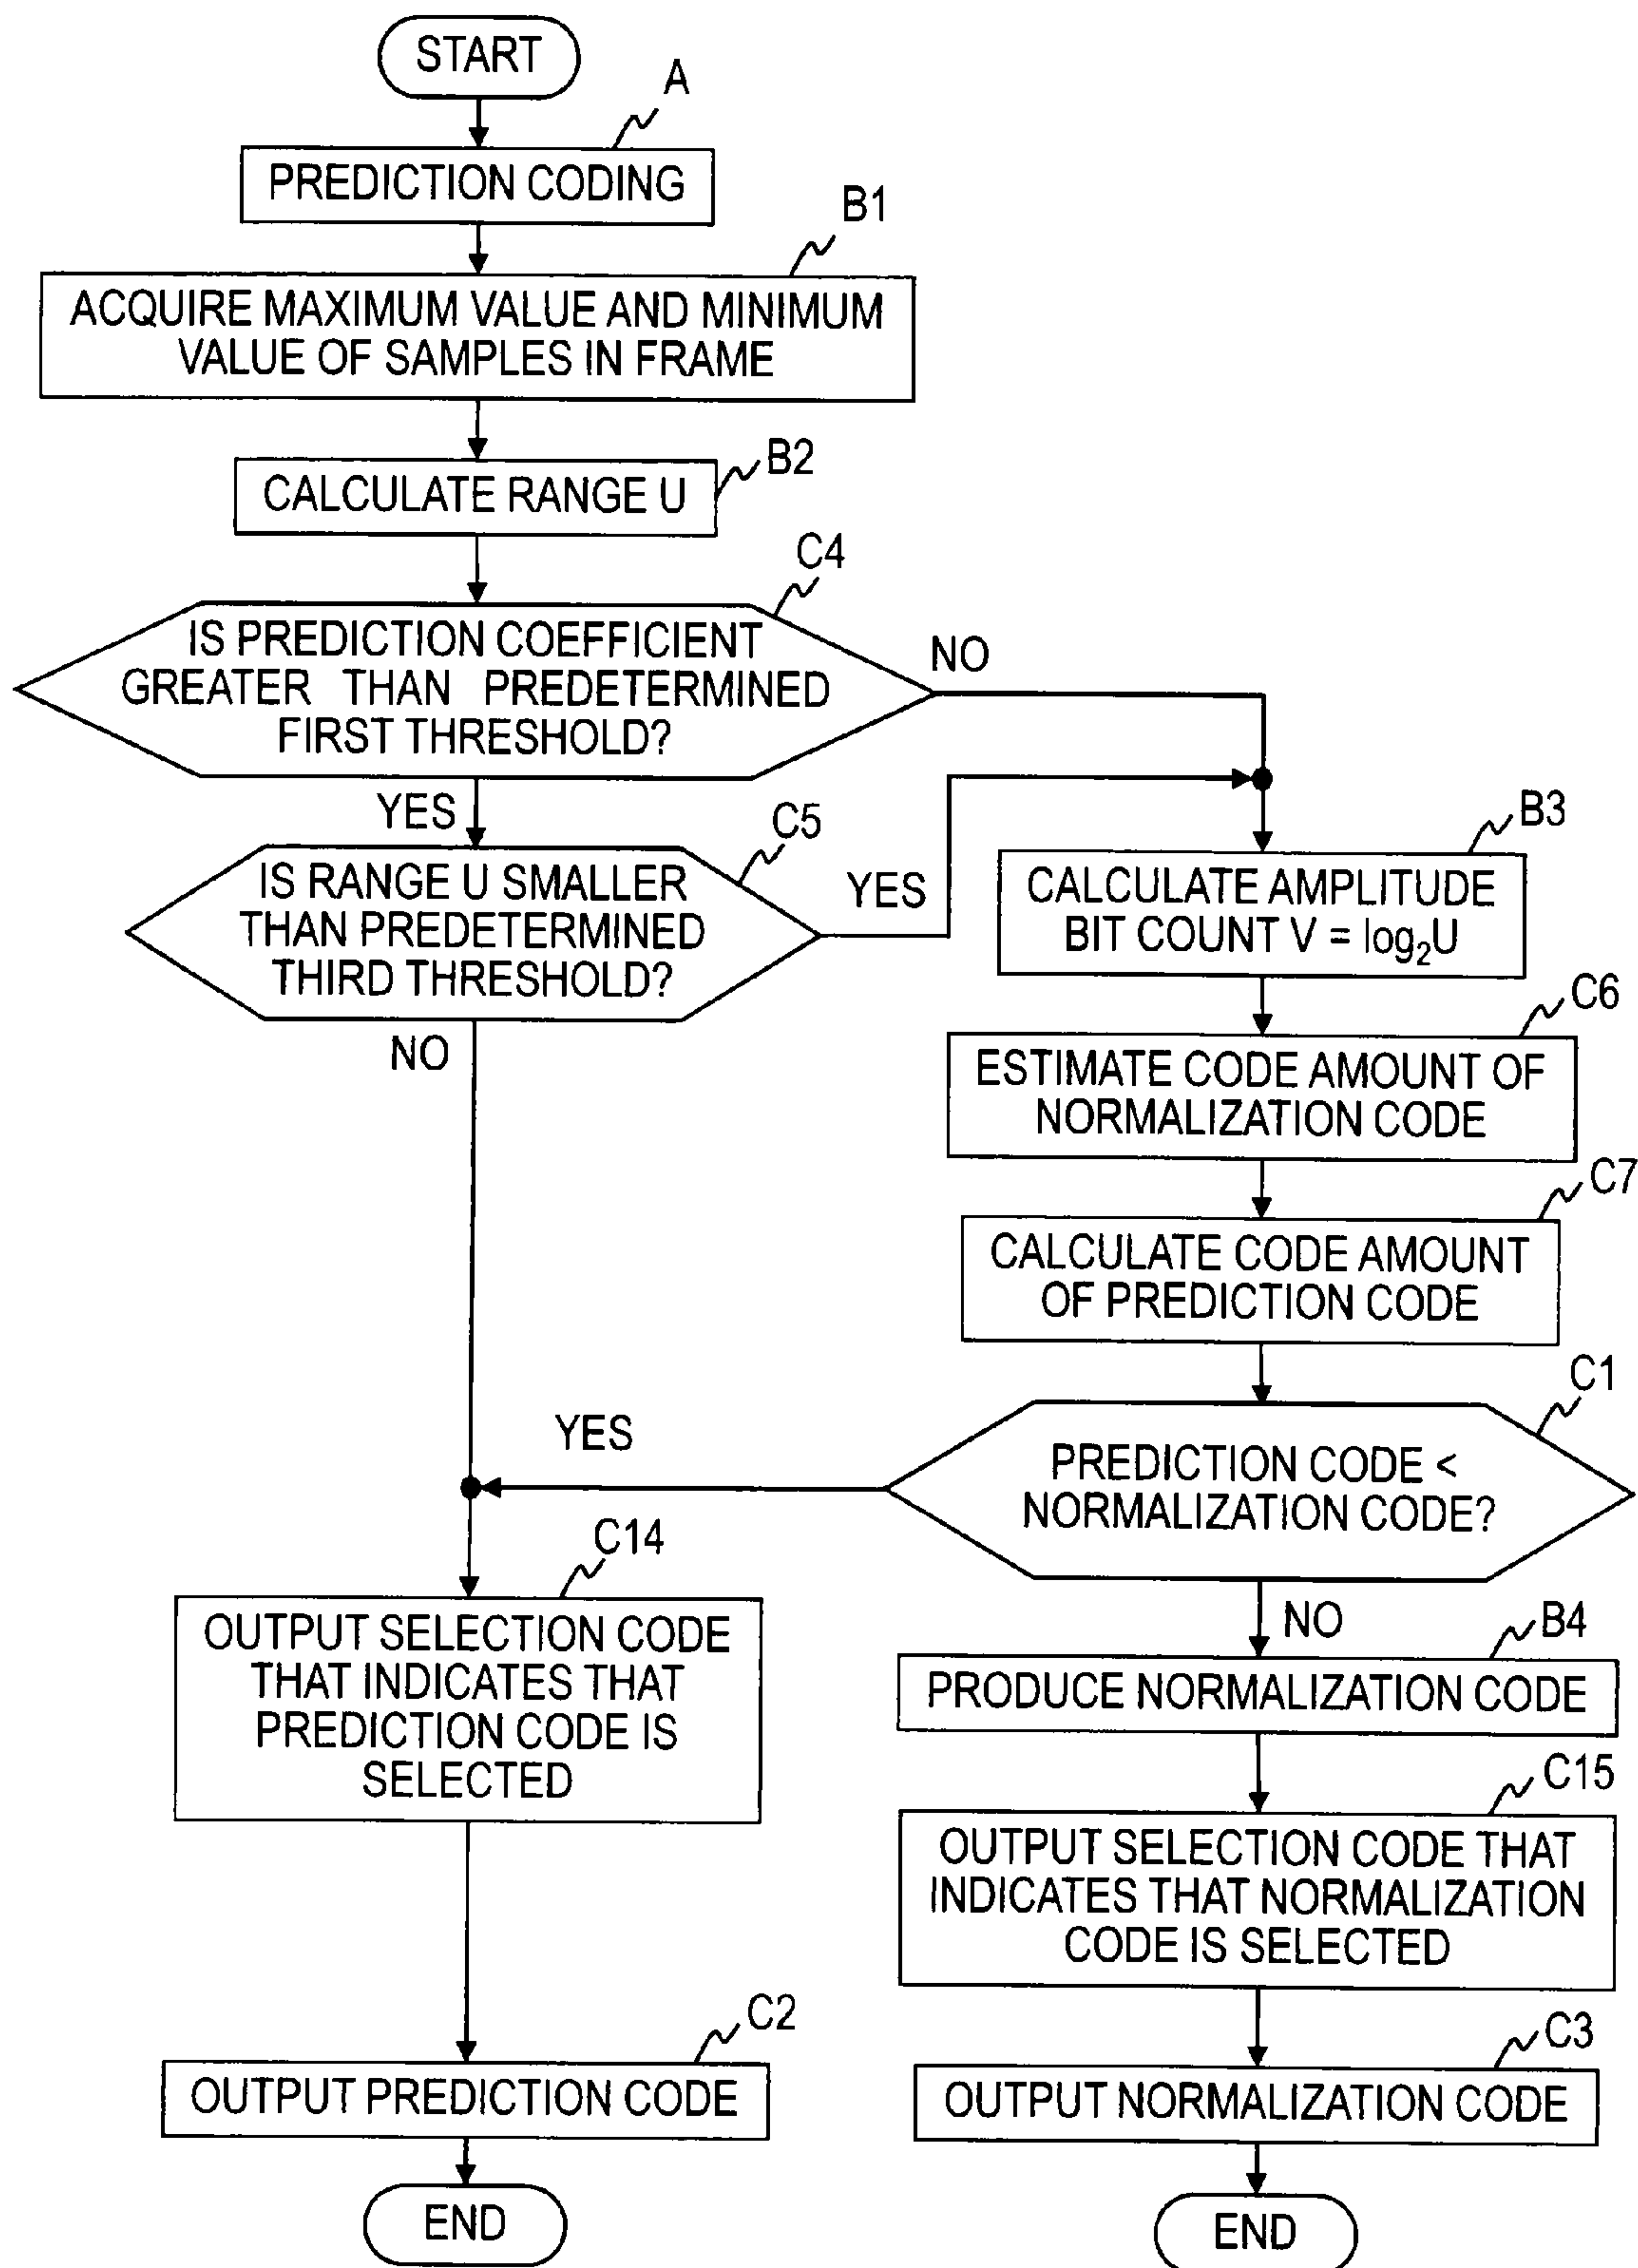 START
A
PREDICTION CODING
B1
ACQUIRE MAXIMUM VALUE AND MINIMUM
VALUE OF SAMPLES IN FRAME
B2
CALCULATE RANGE U
C4
IS PREDICTION COEFFICIENT
GREATER THAN PREDETERMINED
FIRST THRESHOLD?
NO
YES
C5
IS RANGE U SMALLER
THAN PREDETERMINED
THIRD THRESHOLD?
YES
NO
B3
CALCULATE AMPLITUDE
BIT COUNT V = log₂U
C6
ESTIMATE CODE AMOUNT OF
NORMALIZATION CODE
C7
CALCULATE CODE AMOUNT
OF PREDICTION CODE
C1
PREDICTION CODE <
NORMALIZATION CODE?
YES
NO
C14
OUTPUT SELECTION CODE
THAT INDICATES THAT
PREDICTION CODE IS
SELECTED
B4
PRODUCE NORMALIZATION CODE
C15
OUTPUT SELECTION CODE THAT
INDICATES THAT NORMALIZATION
CODE IS SELECTED
C2
OUTPUT PREDICTION CODE
C3
OUTPUT NORMALIZATION CODE
END
END